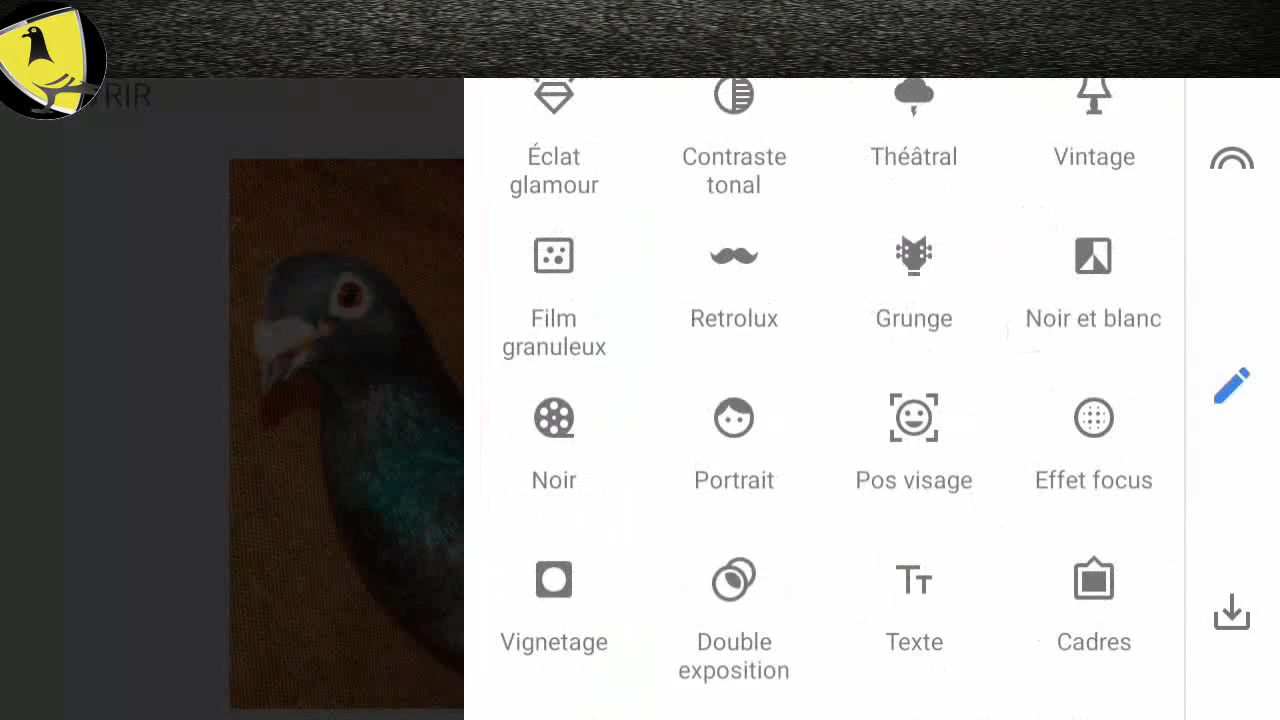 RIR
Éclat
glamour
Contraste
tonal
Théâtral
Vintage
Film
granuleux
Retrolux
Grunge
Noir et blanc
Noir
Portrait
Pos visage
Effet focus
Vignetage
Double
exposition
Texte
Cadres